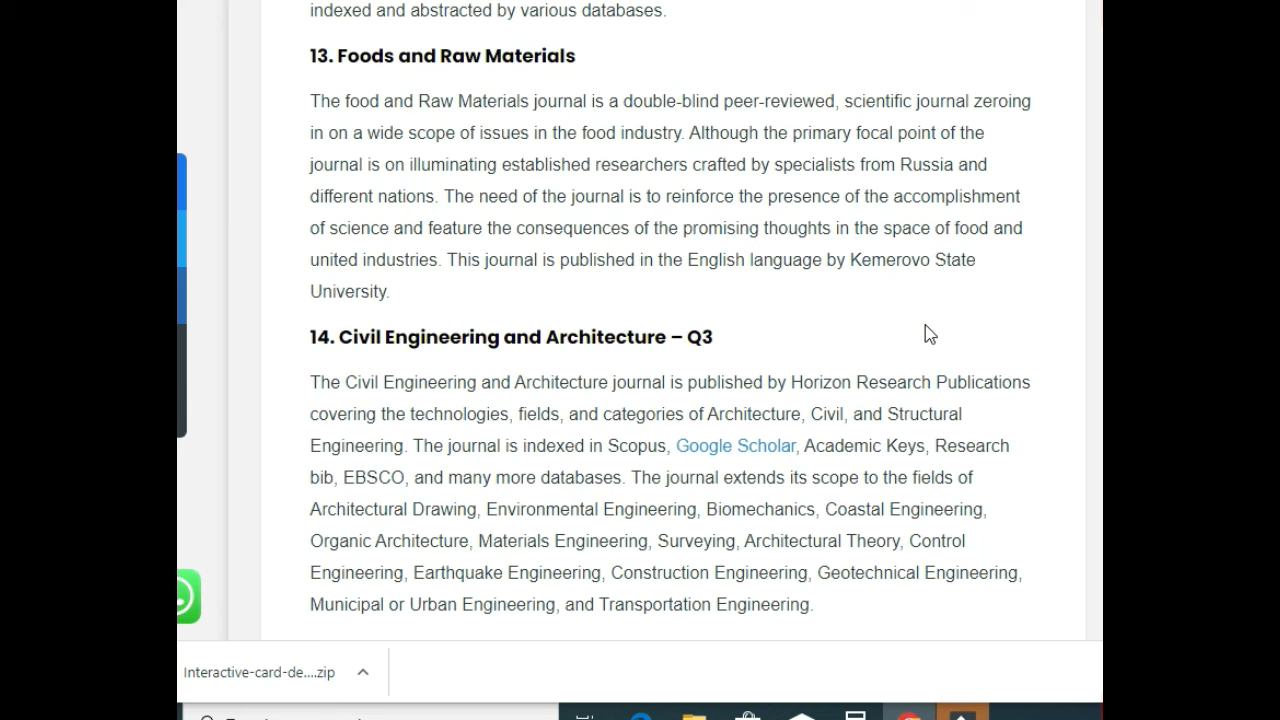 indexed and abstracted by various databases.
13. Foods and Raw Materials
The food and Raw Materials journal is a double-blind peer-reviewed, scientific journal zeroing
in on a wide scope of issues in the food industry. Although the primary focal point of the
journal is on illuminating established researchers crafted by specialists from Russia and
different nations. The need of the journal is to reinforce the presence of the accomplishment
of science and feature the consequences of the promising thoughts in the space of food and
united industries. This journal is published in the English language by Kemerovo State
University.
14. Civil Engineering and Architecture – Q3
The Civil Engineering and Architecture journal is published by Horizon Research Publications
covering the technologies, fields, and categories of Architecture, Civil, and Structural
Engineering. The journal is indexed in Scopus, Google Scholar, Academic Keys, Research
bib, EBSCO, and many more databases. The journal extends its scope to the fields of
Architectural Drawing, Environmental Engineering, Biomechanics, Coastal Engineering,
Organic Architecture, Materials Engineering, Surveying, Architectural Theory, Control
Engineering, Earthquake Engineering, Construction Engineering, Geotechnical Engineering,
Municipal or Urban Engineering, and Transportation Engineering.
Interactive-card-de....zip